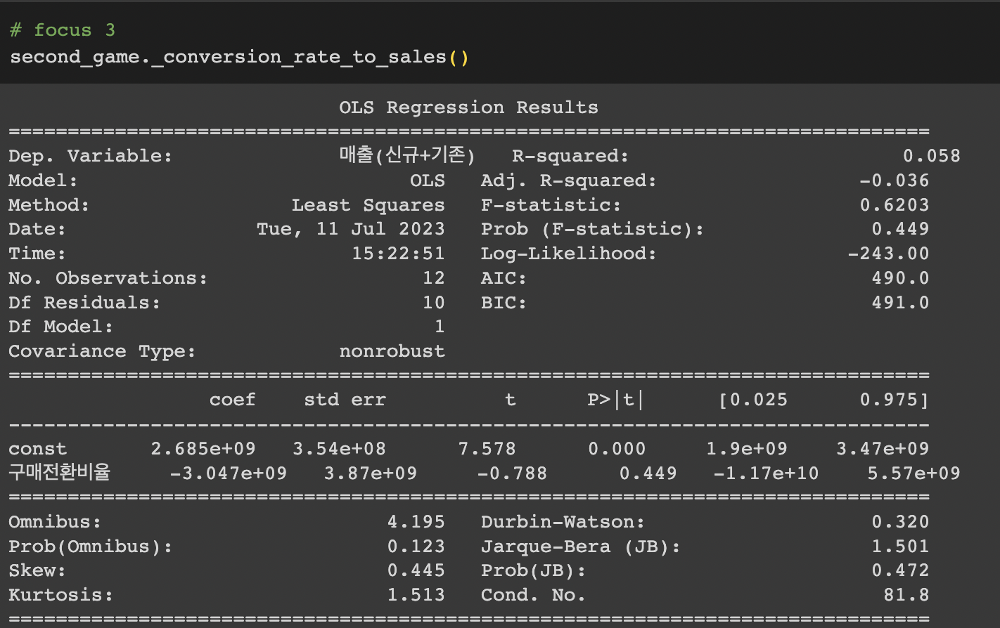 # focus 3
second_game._conversion_rate_to_sales()
OLS Regression Results
==============================================================================
Dep. Variable: 매출(신규+기존) R-squared: 0.058
Model: OLS Adj. R-squared: -0.036
Method: Least Squares F-statistic: 0.6203
Date: Tue, 11 Jul 2023 Prob (F-statistic): 0.449
Time: 15:22:51 Log-Likelihood: -243.00
No. Observations: 12 AIC: 490.0
Df Residuals: 10 BIC: 491.0
Df Model: 1
Covariance Type: nonrobust
==============================================================================
coef std err t P>|t| [0.025 0.975]
------------------------------------------------------------------------------
const 2.685e+09 3.54e+08 7.578 0.000 1.9e+09 3.47e+09
구매전환비율 -3.047e+09 3.87e+09 -0.788 0.449 -1.17e+10 5.57e+09
==============================================================================
Omnibus: 4.195 Durbin-Watson: 0.320
Prob(Omnibus): 0.123 Jarque-Bera (JB): 1.501
Skew: 0.445 Prob(JB): 0.472
Kurtosis: 1.513 Cond. No. 81.8
==============================================================================